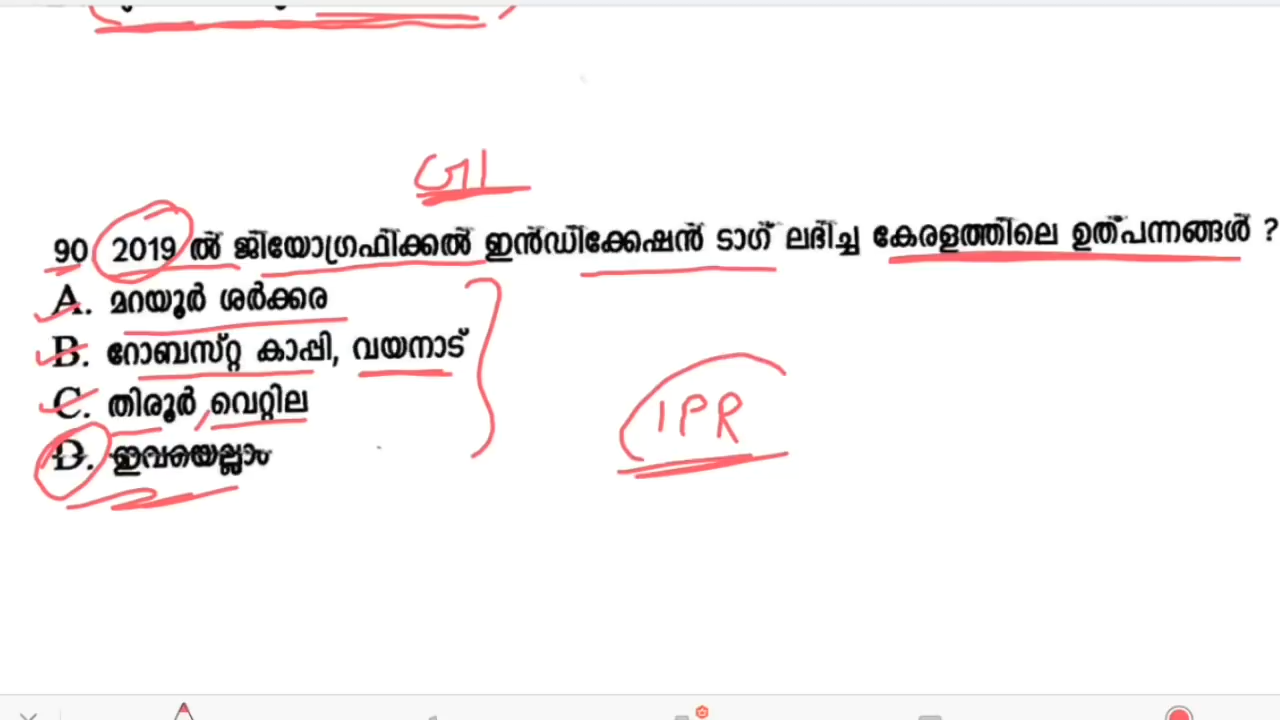 GI
90 2019 ൽ ജിയോഗ്രഫിക്കൽ ഇൻഡിക്കേഷൻ ടാഗ് ലഭിച്ച കേരളത്തിലെ ഉത്പന്നങ്ങൾ ?
A. മറയൂർ ശർക്കര
B. റോബസ്റ്റ കാപ്പി, വയനാട്
C. തിരൂർ വെറ്റില
IPR
D. ഇവയെല്ലാം